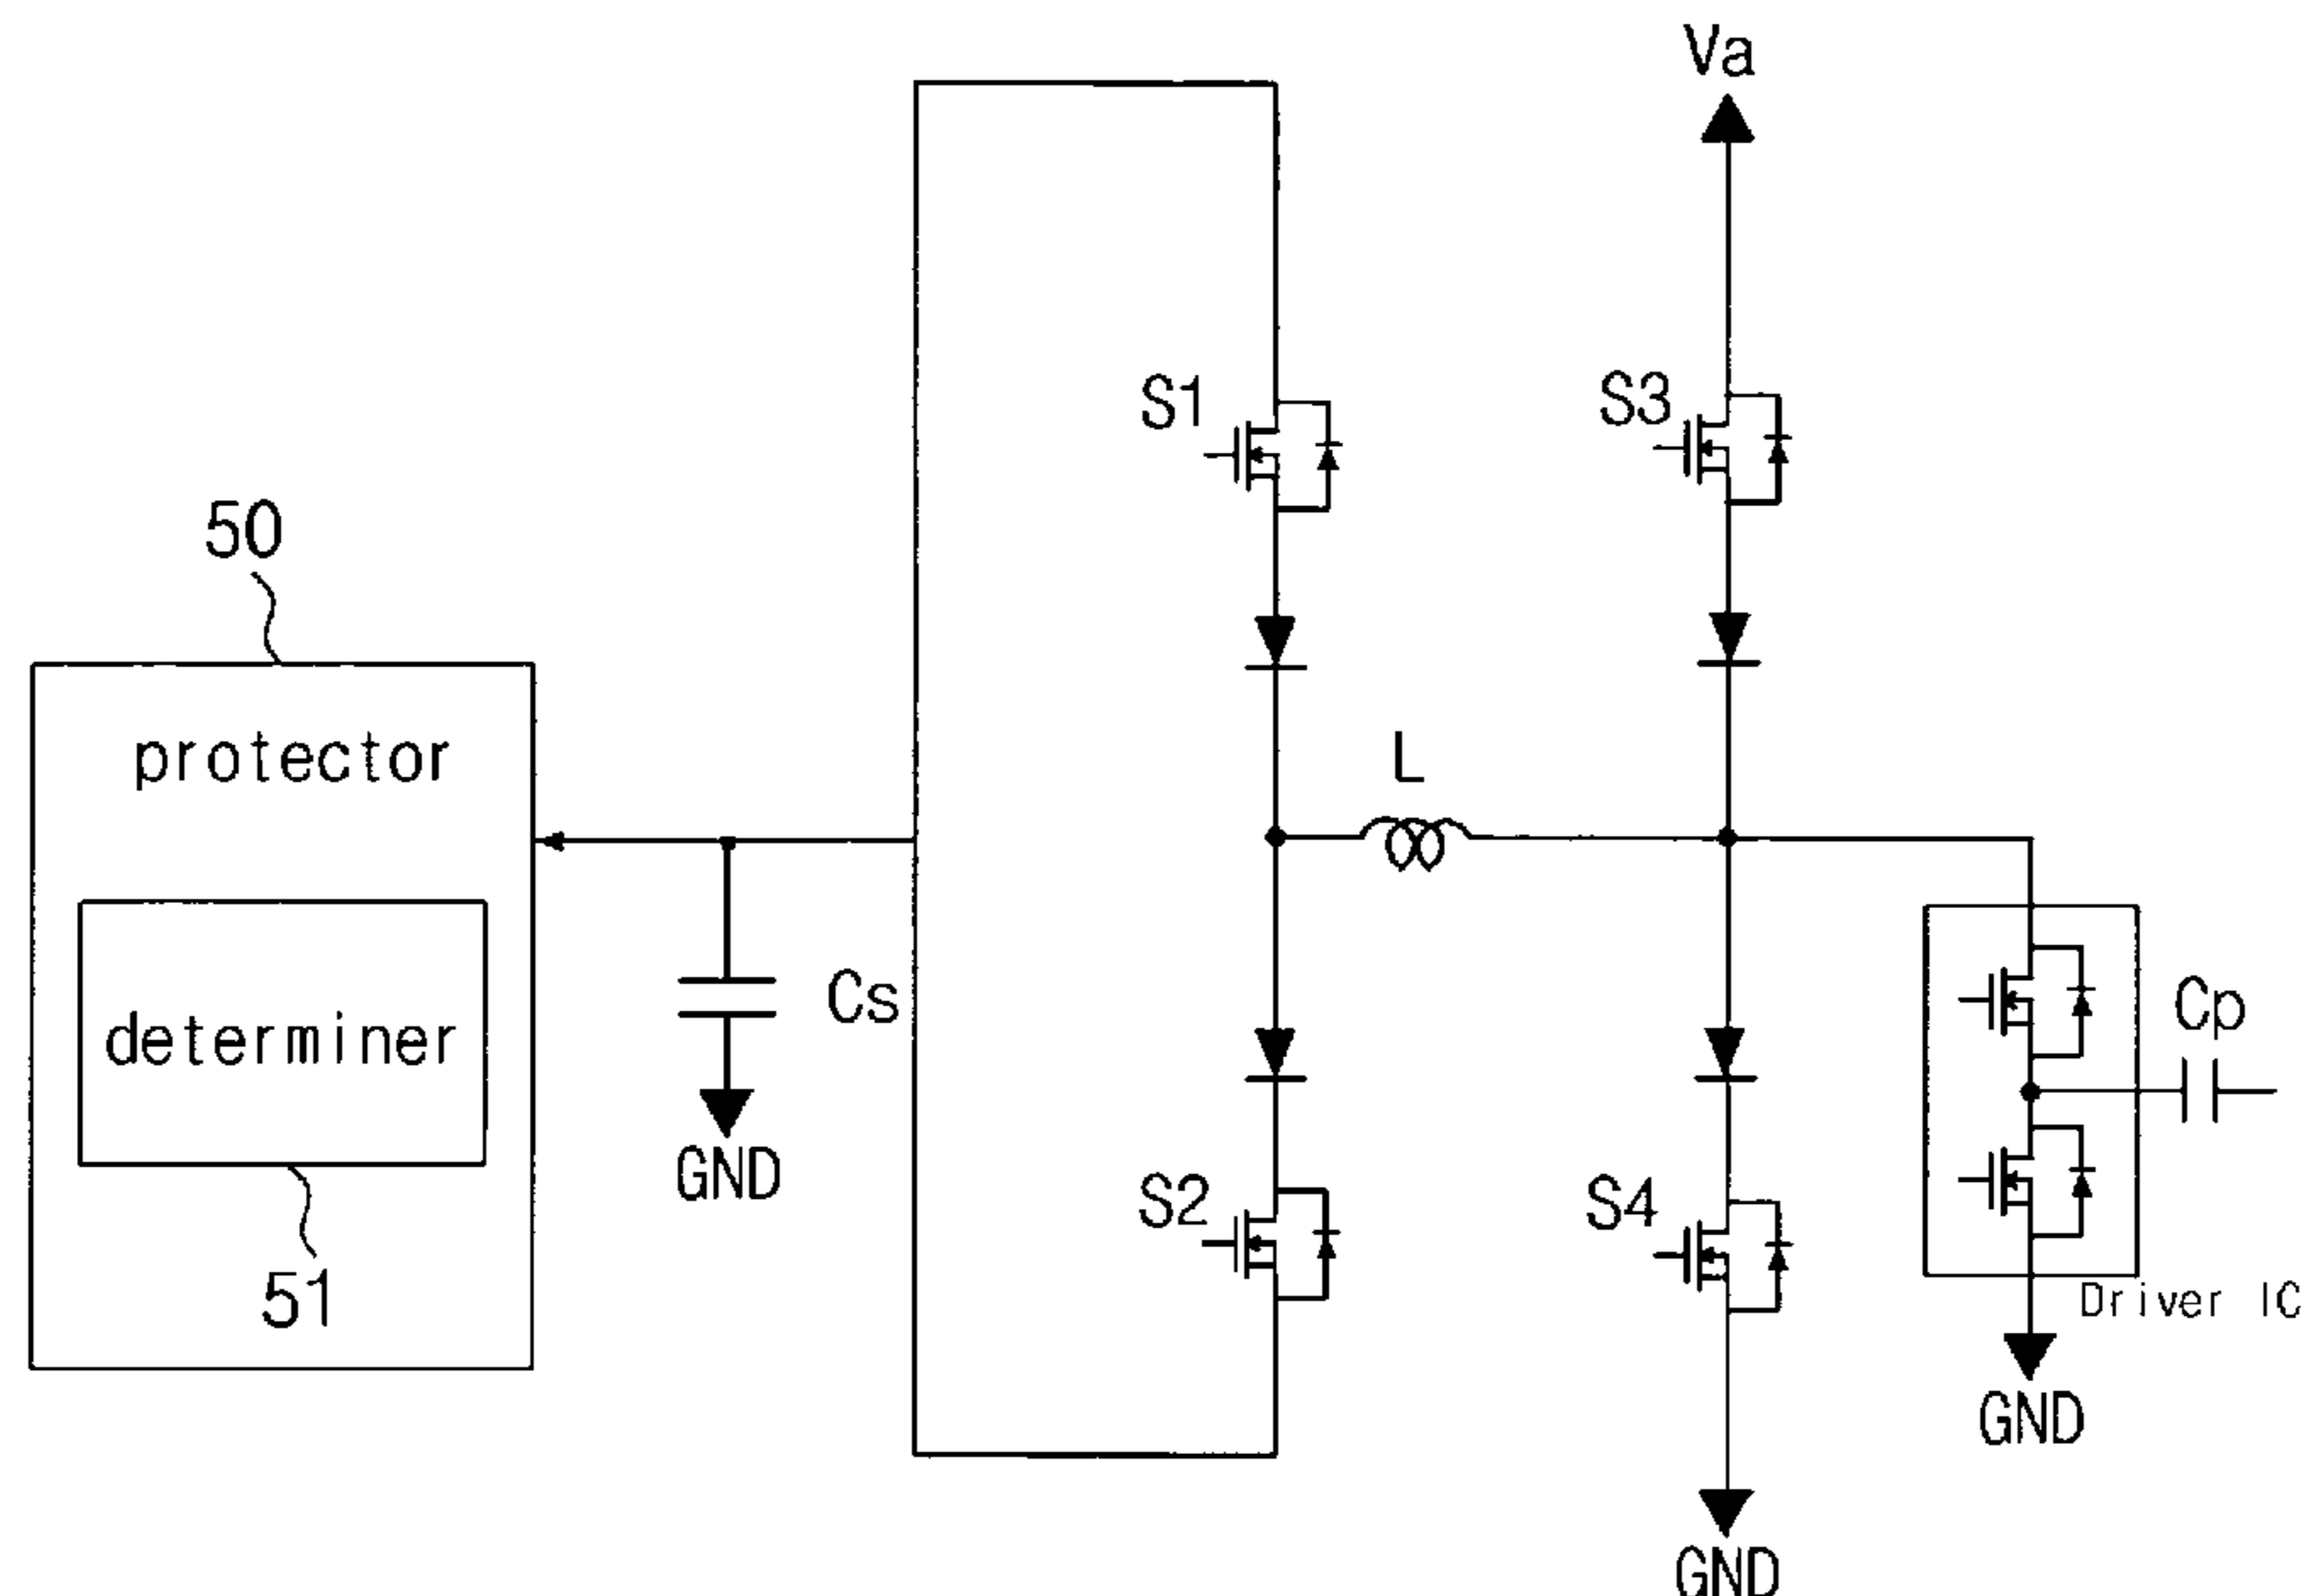 Va
S1
S3
50
protector
L
Cs
determiner
Cp
GND
S2
S4
51
Driver IC
GND
GND